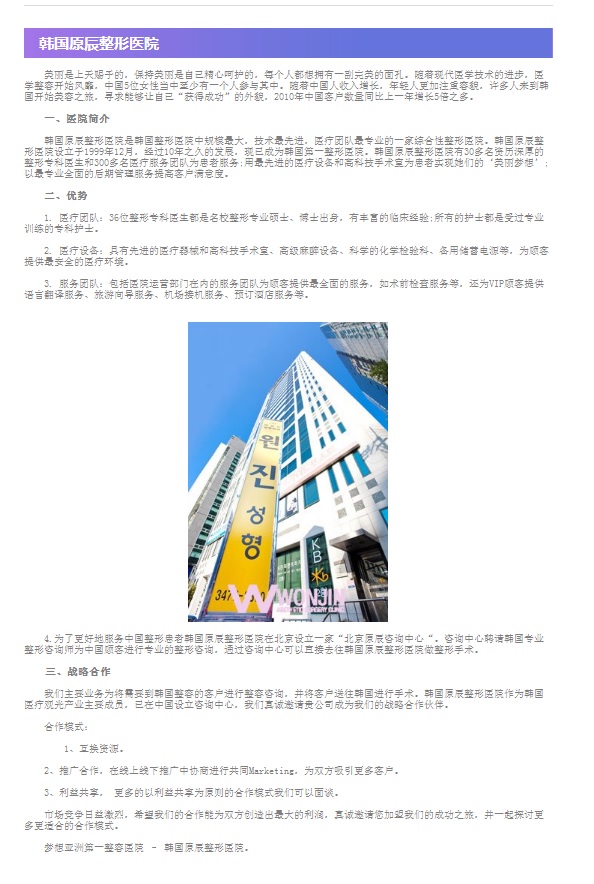 韩国原辰整形医院
美丽是上天赐予的，保持美丽是自己精心呵护的，每个人都想拥有一副完美的面孔。随着现代医学技术的进步，医
学整容开始风靡，中国5位女性当中至少有一个人参与其中。随着中国人收入增长，年轻人更加注重容貌，许多人来到韩
国开始美容之旅，寻求能够让自己“获得成功”的外貌，2010年中国客户数量同比上一年增长5倍之多。
一、医院简介
韩国原辰整形医院是韩国整形医院中规模最大，技术最先进，医疗团队最专业的一家综合性整形医院。韩国原辰整
形医院设立于1999年12月，经过10年之久的发展，现已成为韩国第一整形医院。韩国原辰整形医院有30多名资历深厚的
整形专科医生和300多名医疗服务团队为患者服务;用最先进的医疗设备和高科技手术室为患者实现她们的‘美丽梦想’;
以最专业全面的后期管理服务提高客户满意度。
二、优势
1. 医疗团队：36位整形专科医生都是名校整形专业硕士、博士出身，有丰富的临床经验;所有的护士都是受过专业
训练的专科护士。
2. 医疗设备：具有先进的医疗器械和高科技手术室、高级麻醉设备、科学的化学检验科、备用储蓄电源等，为顾客
提供最安全的医疗环境。
3. 服务团队：包括医院运营部门在内的服务团队为顾客提供最全面的服务，如术前检查服务等，还为VIP顾客提供
语言翻译服务、旅游向导服务、机场接机服务、预订酒店服务等。
원
진
성
형
KB
WONJIN
4.为了更好地服务中国整形患者韩国原辰整形医院在北京设立一家“北京原辰咨询中心“。咨询中心聘请韩国专业
整形咨询师为中国顾客进行专业的整形咨询，通过咨询中心可以直接去往韩国原辰整形医院做整形手术。
三、战略合作
我们主要业务为将需要到韩国整容的客户进行整容咨询，并将客户送往韩国进行手术。韩国原辰整形医院作为韩国
医疗观光产业主要成员，已在中国设立咨询中心，我们真诚邀请贵公司成为我们的战略合作伙伴。
合作模式：
1、互换资源。
2、推广合作，在线上线下推广中协商进行共同Marketing，为双方吸引更多客户。
3、利益共享， 更多的以利益共享为原则的合作模式我们可以面谈。
市场竞争日益激烈，希望我们的合作能为双方创造出最大的利润，真诚邀请您加盟我们的成功之旅，并一起探讨更
多更适合的合作模式。
梦想亚洲第一整容医院 － 韩国原辰整形医院。